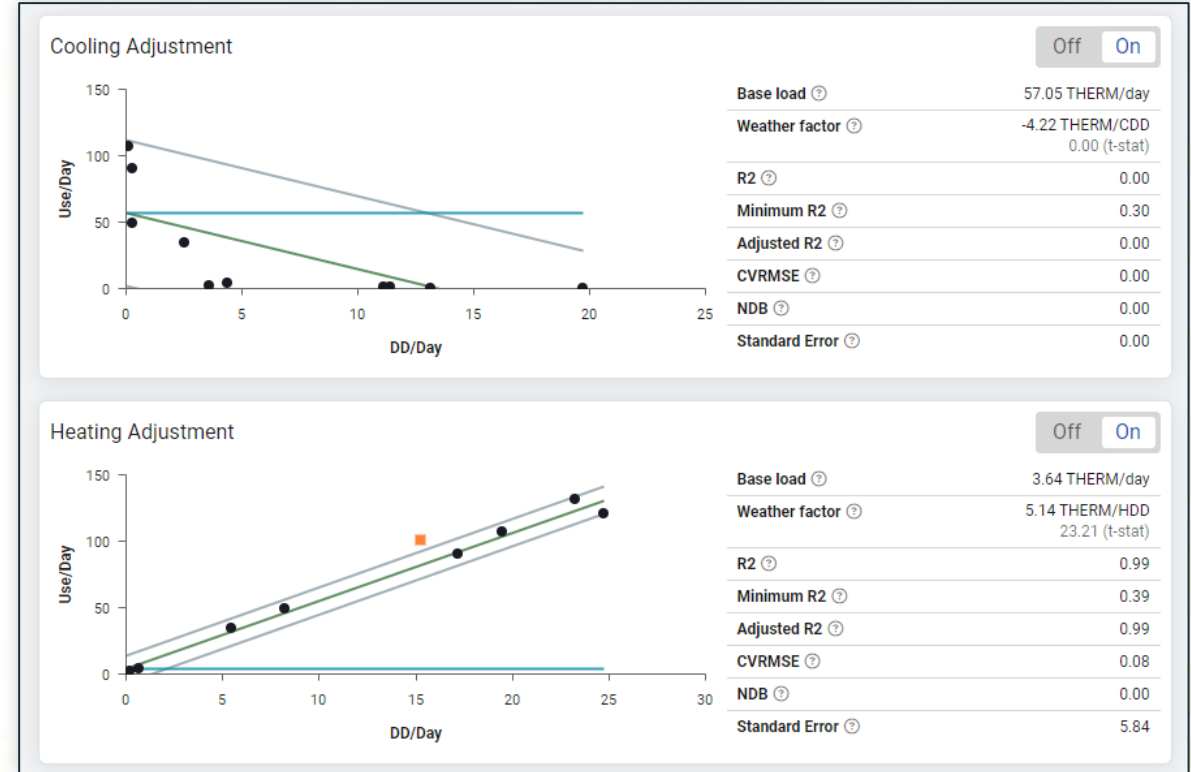 Cooling Adjustment
Off On
150
100
50
0
Use/Day
0 5 10 15 20 25
DD/Day
Base load ? 57.05 THERM/day
Weather factor ? -4.22 THERM/CDD
0.00 (t-stat)
R2 ? 0.00
Minimum R2 ? 0.30
Adjusted R2 ? 0.00
CVRMSE ? 0.00
NDB ? 0.00
Standard Error ? 0.00
Heating Adjustment
Off On
150
100
50
0
Use/Day
0 5 10 15 20 25 30
DD/Day
Base load ? 3.64 THERM/day
Weather factor ? 5.14 THERM/HDD
23.21 (t-stat)
R2 ? 0.99
Minimum R2 ? 0.39
Adjusted R2 ? 0.99
CVRMSE ? 0.08
NDB ? 0.00
Standard Error ? 5.84